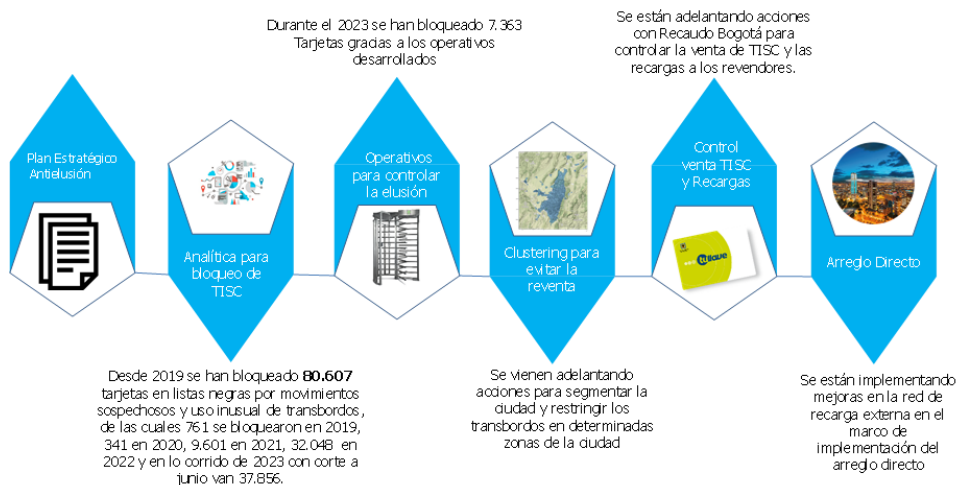 Plan Estratégico
Antielusión
Analítica para
bloqueo de
TISC
Desde 2019 se han bloqueado 80.607
tarjetas en listas negras por movimientos
sospechosos y uso inusual de transbordos,
de las cuales 761 se bloquearon en 2019,
341 en 2020, 9.601 en 2021, 32.048 en
2022 y en lo corrido de 2023 con corte a
junio van 37.856.
Durante el 2023 se han bloqueado 7.363
Tarjetas gracias a los operativos
desarrollados
Operativos
para controlar
la elusión
Clustering para
evitar la
reventa
Se vienen adelantando
acciones para segmentar la
ciudad y restringir los
transbordos en determinadas
zonas de la ciudad
Se están adelantando acciones
con Recaudo Bogotá para
controlar la venta de TISC y las
recargas a los revendores.
Control
venta TISC
y Recargas
tullave
Arreglo Directo
Se están implementando
mejoras en la red de
recarga externa en el
marco de
implementación del
arreglo directo